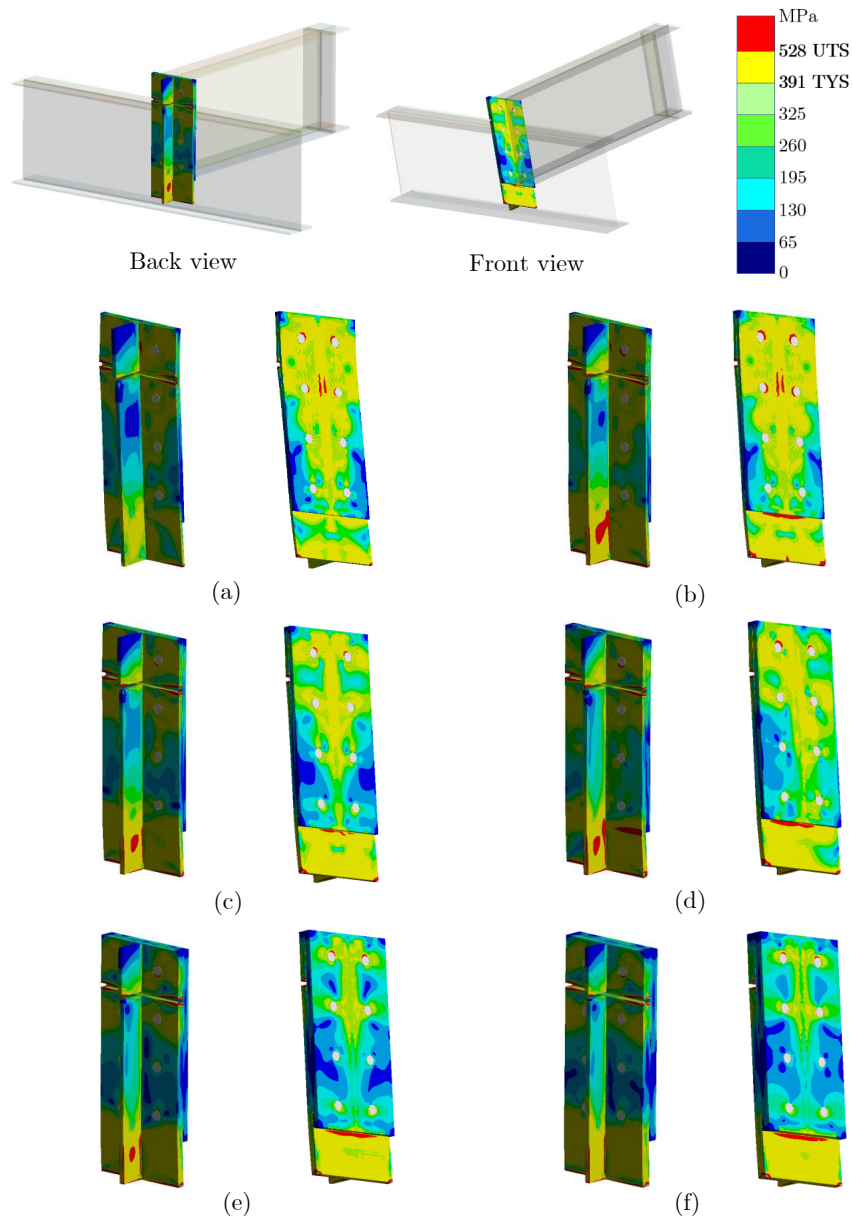 MPa
528 UTS
391 TYS
325
260
195
130
65
0
Back view
Front view
(a)
(b)
(c)
(d)
(e)
(f)